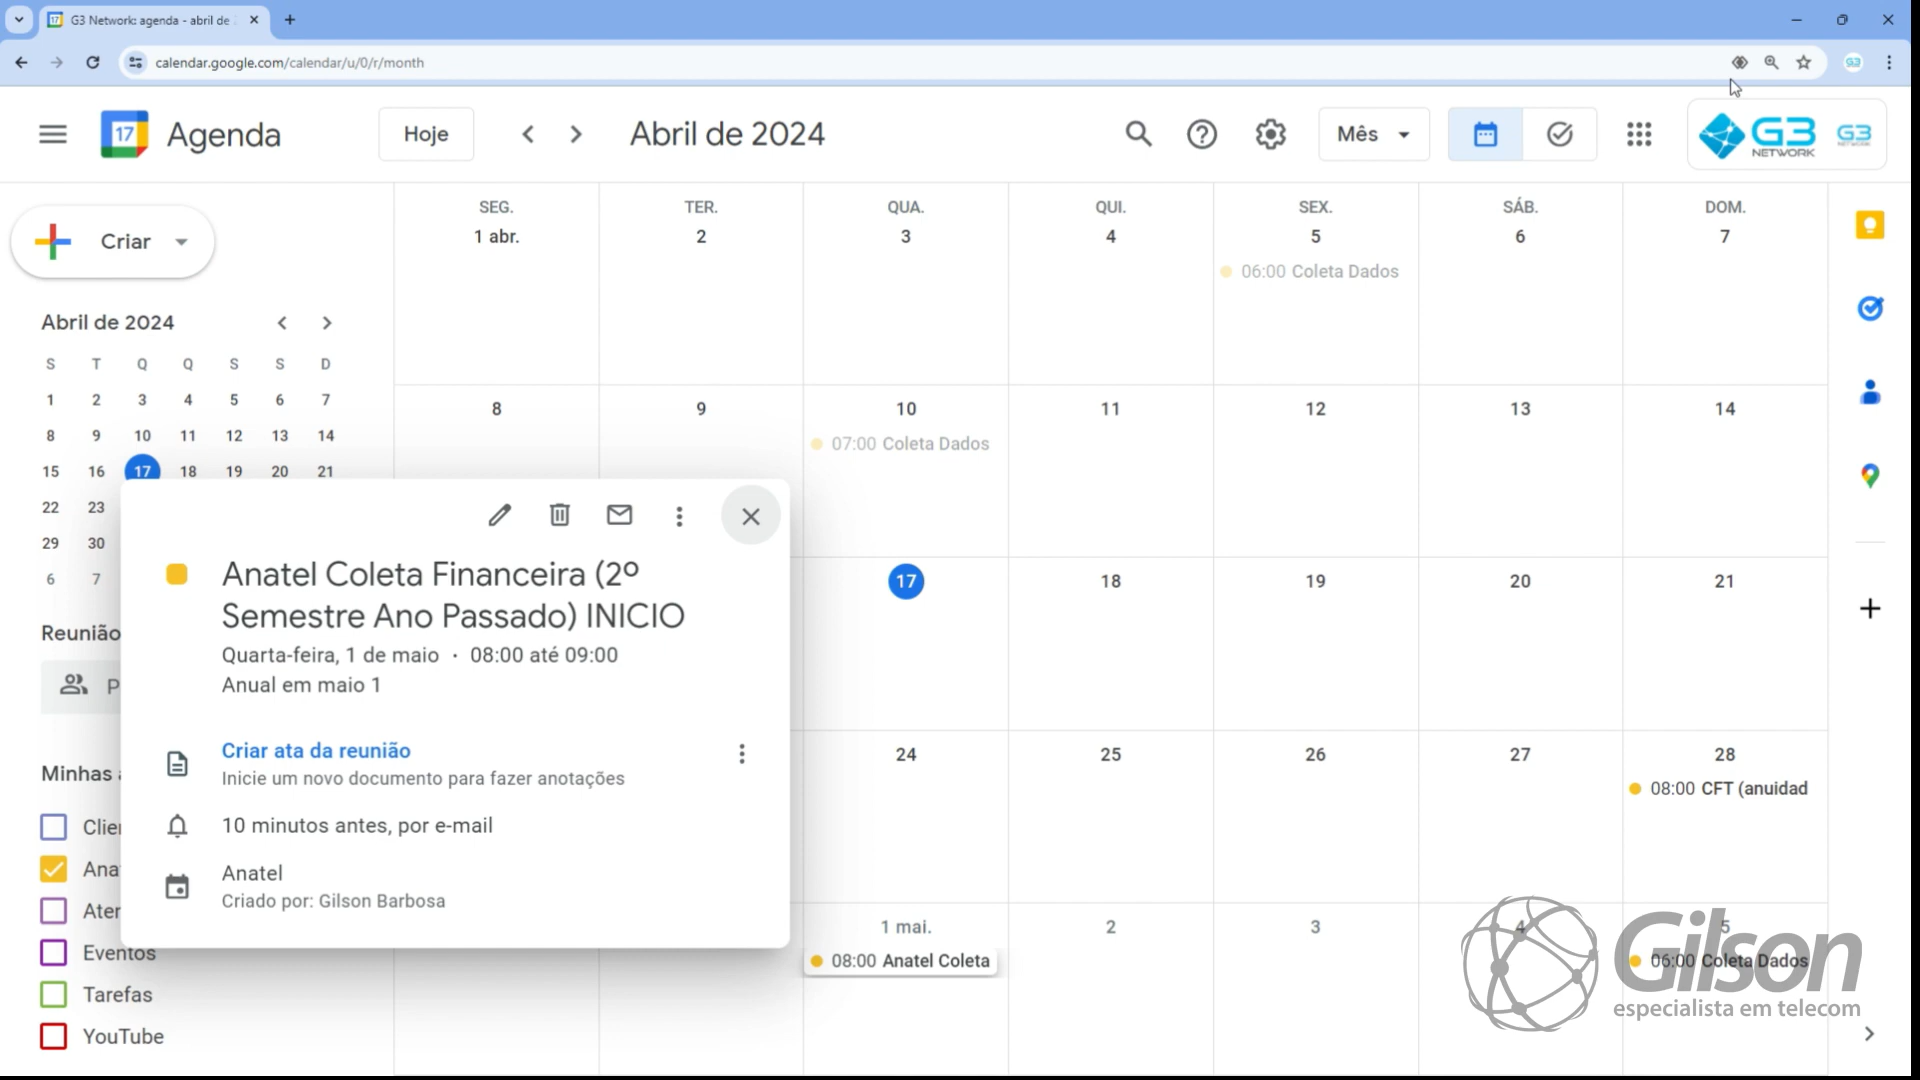 G3 Network: agenda - abril de
calendar.google.com/calendar/u/0/r/month
17
Agenda
Hoje
Abril de 2024
Mês
G3
NETWORK
G3
Criar
Abril de 2024
S T Q Q S S D
1 2 3 4 5 6 7
8 9 10 11 12 13 14
15 16 17 18 19 20 21
22 23
29 30
6 7
Reunião
P
Minhas
Clie
Ana
Ater
Eventos
Tarefas
YouTube
SEG. TER. QUA. QUI. SEX. SÁB. DOM.
1 abr. 2 3 4 5 6 7
06:00 Coleta Dados
8 9 10 11 12 13 14
07:00 Coleta Dados
17 18 19 20 21
24 25 26 27 28
08:00 CFT (anuidad
1 mai. 2 3 4 5
08:00 Anatel Coleta
06:00 Coleta Dados
Anatel Coleta Financeira (2º
Semestre Ano Passado) INICIO
Quarta-feira, 1 de maio · 08:00 até 09:00
Anual em maio 1
Criar ata da reunião
Inicie um novo documento para fazer anotações
10 minutos antes, por e-mail
Anatel
Criado por: Gilson Barbosa
Gilson
especialista em telecom